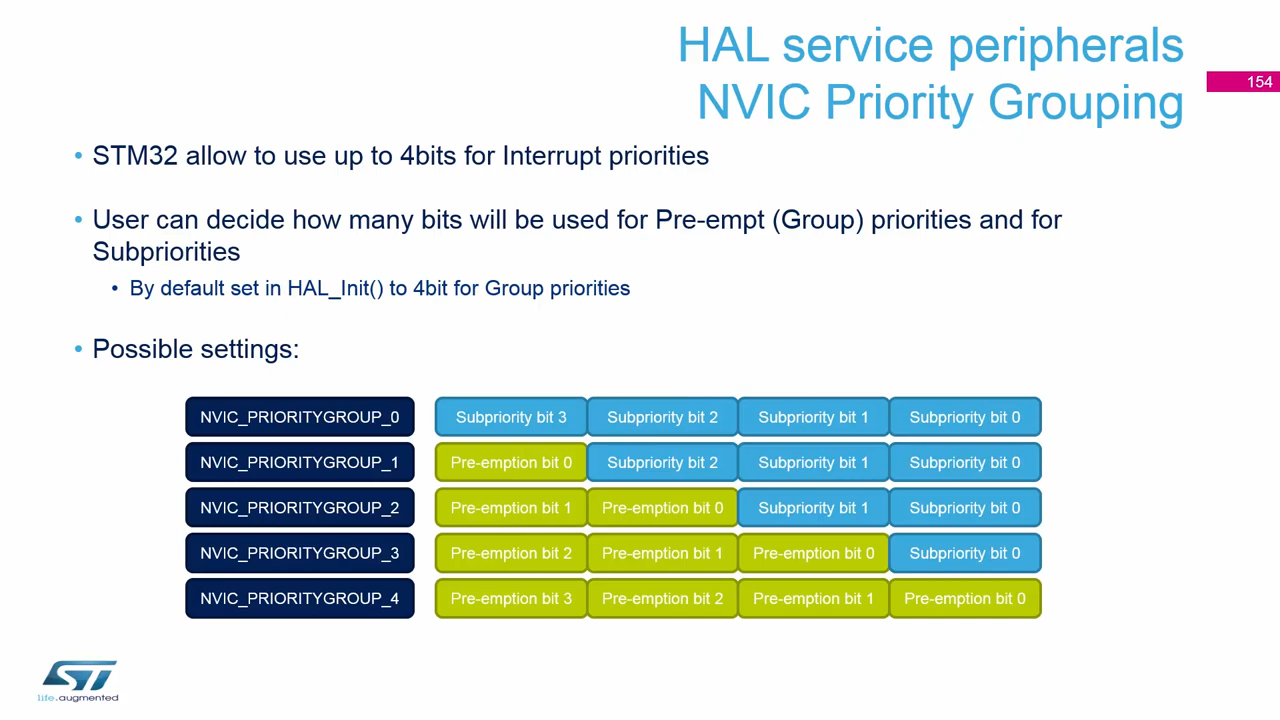 HAL service peripherals
NVIC Priority Grouping
154
• STM32 allow to use up to 4bits for Interrupt priorities
• User can decide how many bits will be used for Pre-empt (Group) priorities and for
Subpriorities
• By default set in HAL_Init() to 4bit for Group priorities
• Possible settings:
NVIC_PRIORITYGROUP_0 Subpriority bit 3 Subpriority bit 2 Subpriority bit 1 Subpriority bit 0
NVIC_PRIORITYGROUP_1 Pre-emption bit 0 Subpriority bit 2 Subpriority bit 1 Subpriority bit 0
NVIC_PRIORITYGROUP_2 Pre-emption bit 1 Pre-emption bit 0 Subpriority bit 1 Subpriority bit 0
NVIC_PRIORITYGROUP_3 Pre-emption bit 2 Pre-emption bit 1 Pre-emption bit 0 Subpriority bit 0
NVIC_PRIORITYGROUP_4 Pre-emption bit 3 Pre-emption bit 2 Pre-emption bit 1 Pre-emption bit 0
ST
life.augmented